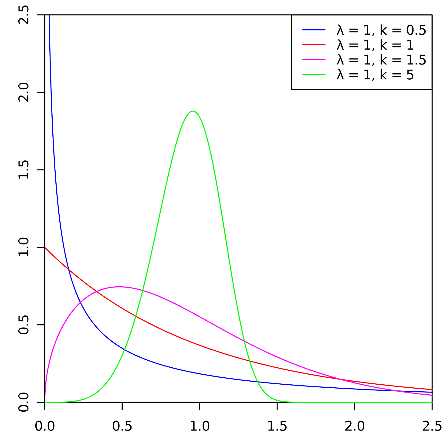 2.5
λ = 1, k = 0.5
λ = 1, k = 1
λ = 1, k = 1.5
λ = 1, k = 5
2.0
1.5
1.0
0.5
0.0
0.0 0.5 1.0 1.5 2.0 2.5